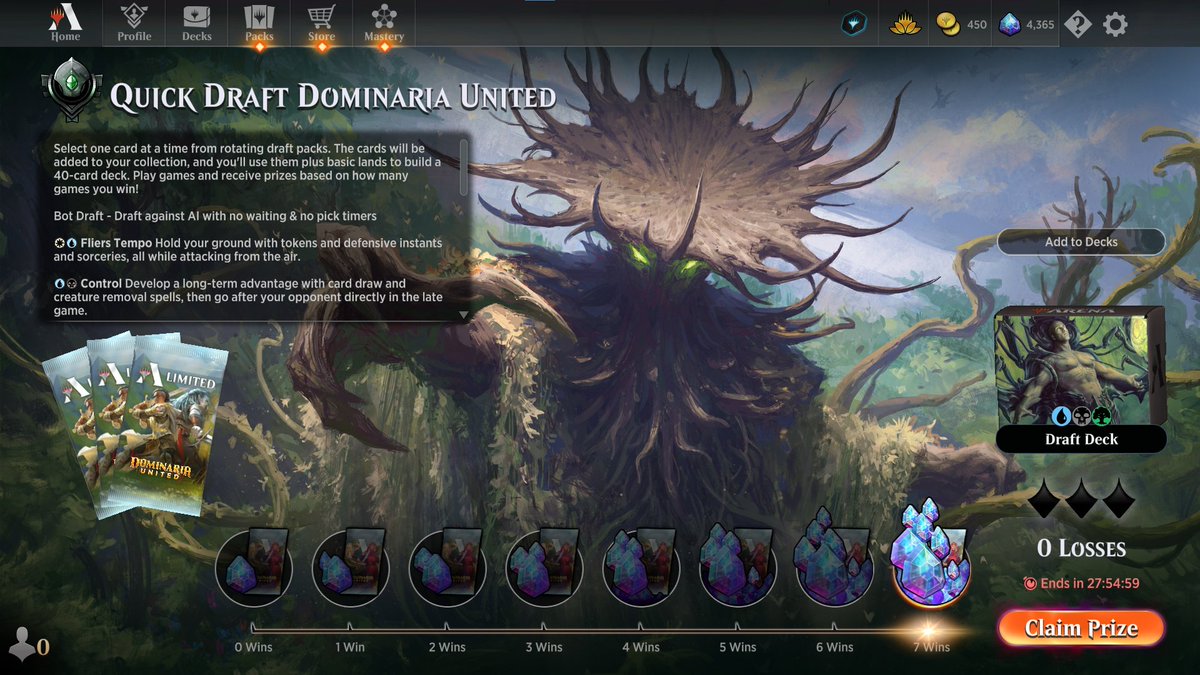 Home
Profile
Decks
Packs
Store
Mastery
450
4,365
QUICK DRAFT DOMINARIA UNITED
Select one card at a time from rotating draft packs. The cards will be
added to your collection, and you'll use them plus basic lands to build a
40-card deck. Play games and receive prizes based on how many
games you win!
Bot Draft - Draft against AI with no waiting & no pick timers
Fliers Tempo Hold your ground with tokens and defensive instants
and sorceries, all while attacking from the air.
Control Develop a long-term advantage with card draw and
creature removal spells, then go after your opponent directly in the late
game.
Add to Decks
LIMITED
DOMINARIA
UNITED
ARENA
Draft Deck
0 LOSSES
Ends in 27:54:59
Claim Prize
0 Wins
1 Win
2 Wins
3 Wins
4 Wins
5 Wins
6 Wins
7 Wins
0